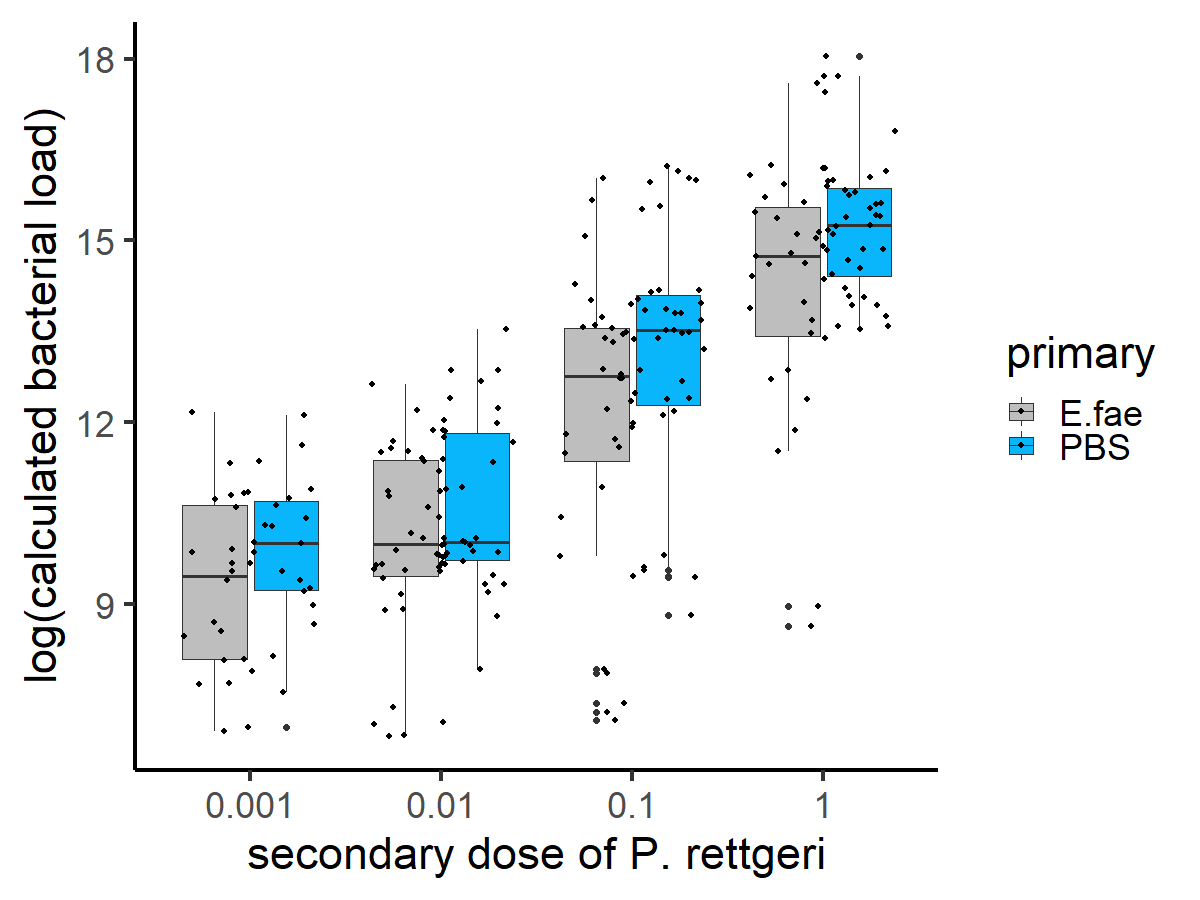 log(calculated bacterial load)
18
15
12
9
0.001
0.01
0.1
1
secondary dose of P. rettgeri
primary
E.fae
PBS